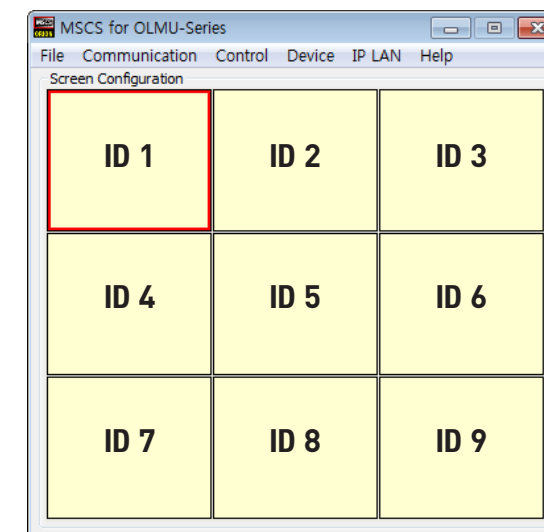 MSCS for OLMU-Series
File Communication Control Device IP LAN Help
Screen Configuration
ID 1 ID 2 ID 3
ID 4 ID 5 ID 6
ID 7 ID 8 ID 9